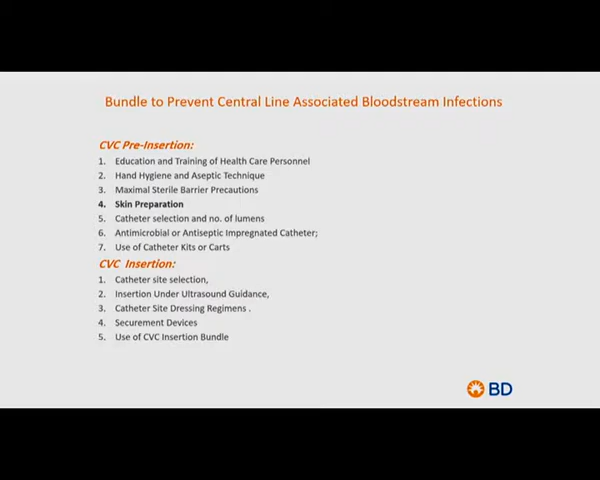 Bundle to Prevent Central Line Associated Bloodstream Infections
CVC Pre-Insertion:
1. Education and Training of Health Care Personnel
2. Hand Hygiene and Aseptic Technique
3. Maximal Sterile Barrier Precautions
4. Skin Preparation
5. Catheter selection and no. of lumens
6. Antimicrobial or Antiseptic Impregnated Catheter;
7. Use of Catheter Kits or Carts
CVC Insertion:
1. Catheter site selection,
2. Insertion Under Ultrasound Guidance,
3. Catheter Site Dressing Regimens .
4. Securement Devices
5. Use of CVC Insertion Bundle
BD